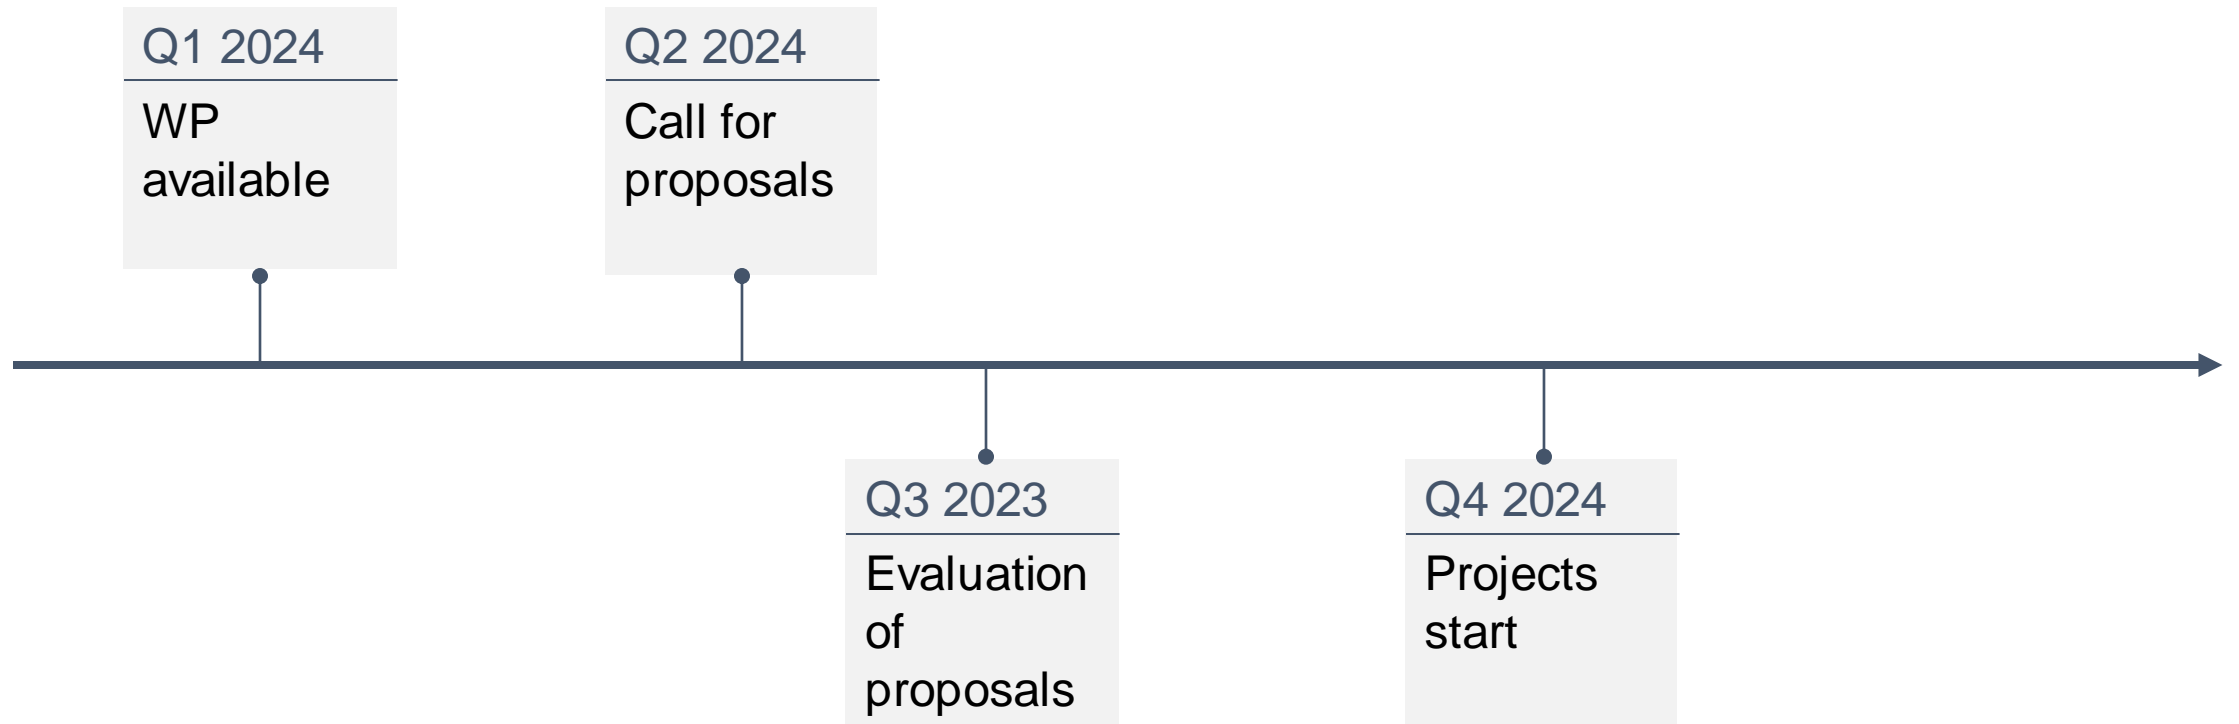 Q1 2024
WP
available
Q2 2024
Call for
proposals
Q3 2023
Evaluation
of
proposals
Q4 2024
Projects
start